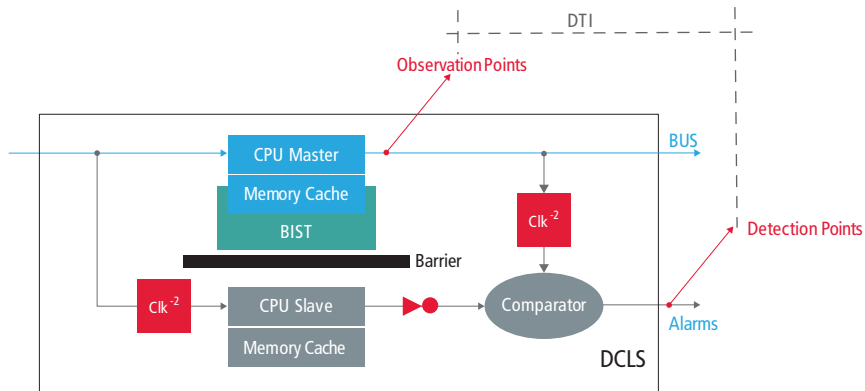 DTI
Observation Points
CPU Master
BUS
Memory Cache
Clk -2
BIST
Detection Points
Barrier
Clk -2
CPU Slave
Comparator
Alarms
Memory Cache
DCLS